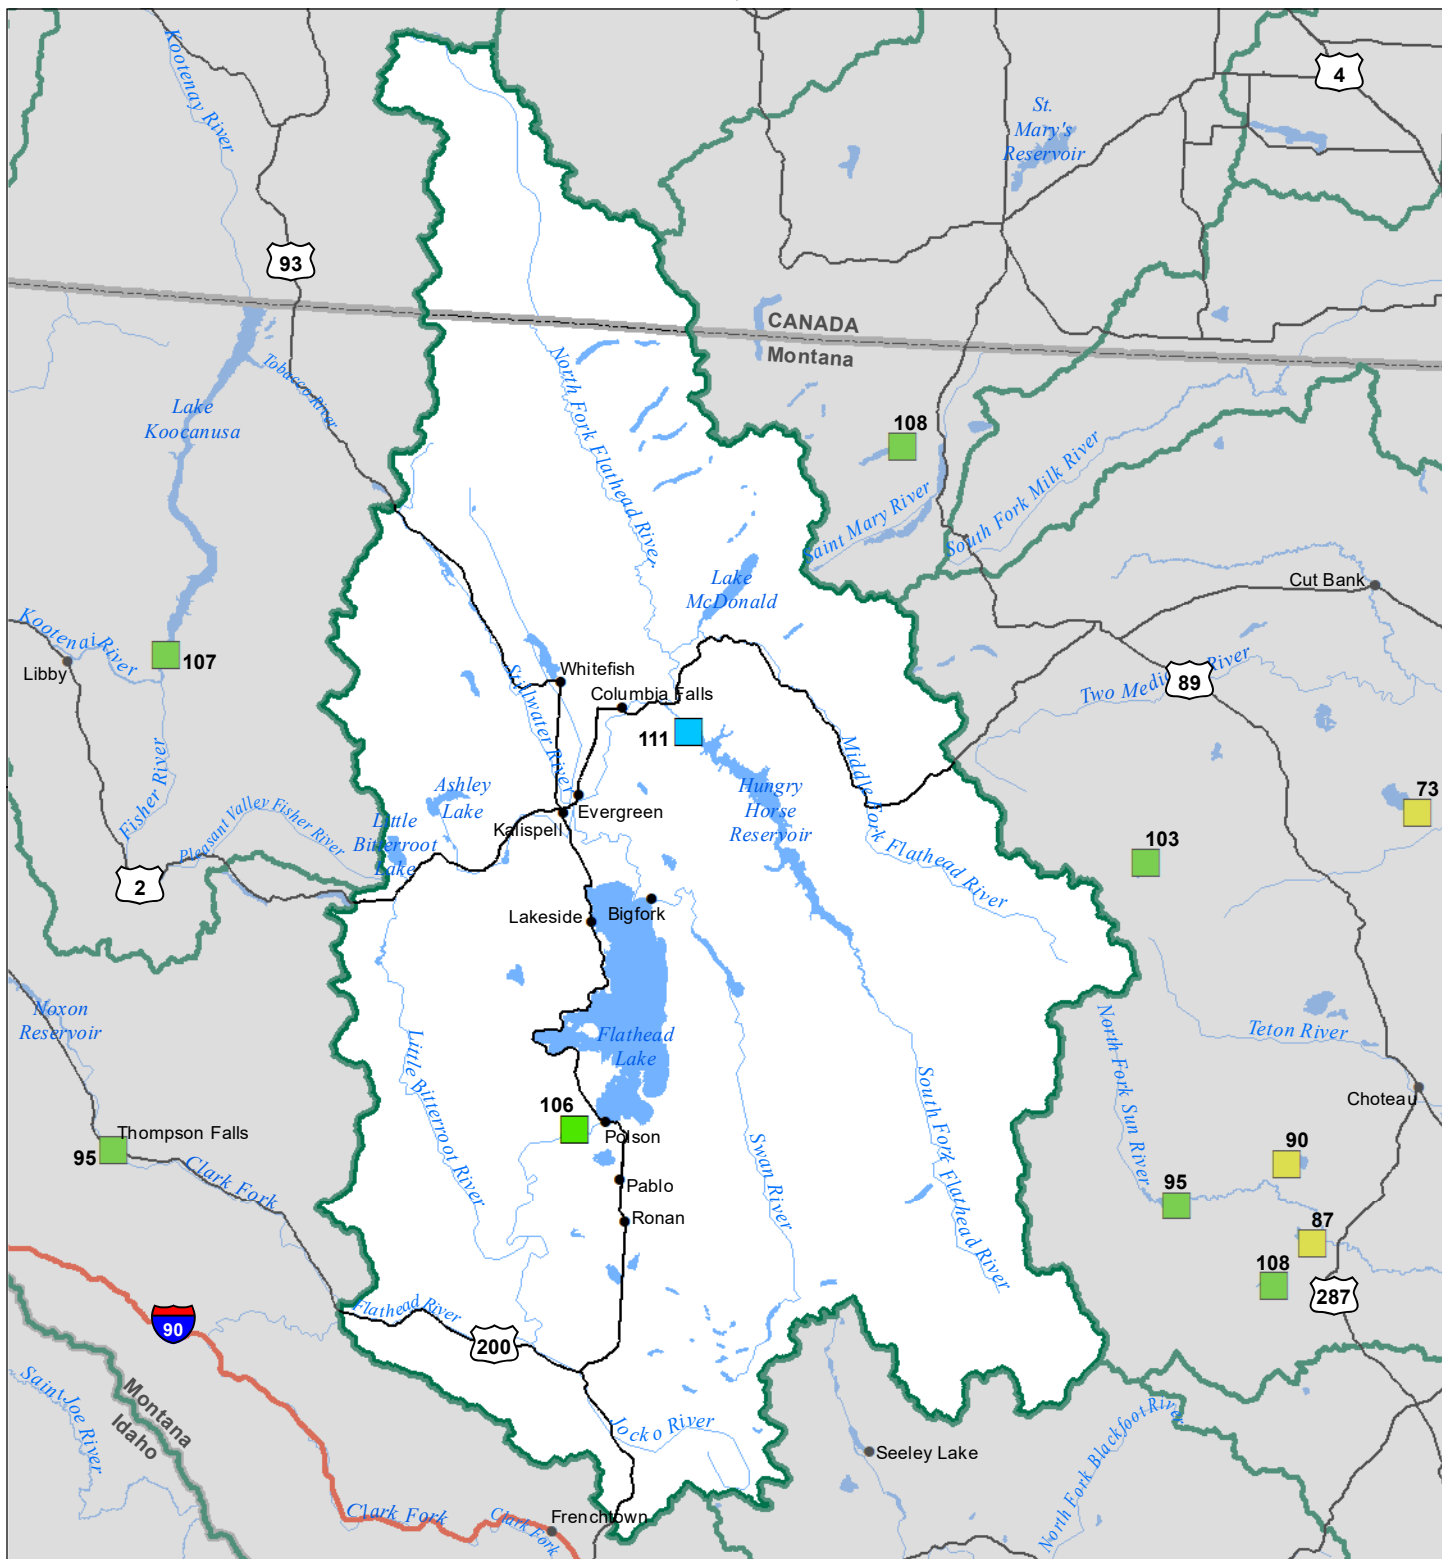 Kootenay River
4
St.
Mary's
Reservoir
93
CANADA
Montana
Tobacco River
North Fork Flathead River
Lake
Koocanusa
108
Saint Mary River
South Fork Milk River
Lake
McDonald
Cut Bank
Kootenai River
Libby
107
Whitefish
Columbia Falls
Stillwater River
111
Two Medic River
89
Middle Fork Flathead River
Hungry
Horse
Reservoir
Ashley
Lake
Fisher River
Pleasant Valley Fisher River
Little
Bitterroot
Lake
Evergreen
Kalispell
73
103
2
Lakeside
Bigfork
Noxon
Reservoir
Flathead
Lake
Little Bitterroot River
North Fork Sun River
Teton River
Choteau
South Fork Flathead River
106
Polson
Thompson Falls
95
Clark Fork
Swan River
Pablo
Ronan
90
95
87
108
287
Flathead River
200
90
Montana
Idaho
Saint Joe River
Jocko River
Seeley Lake
North Fork Blackfoot River
Clark Fork
Clark Fork
Frenchtown